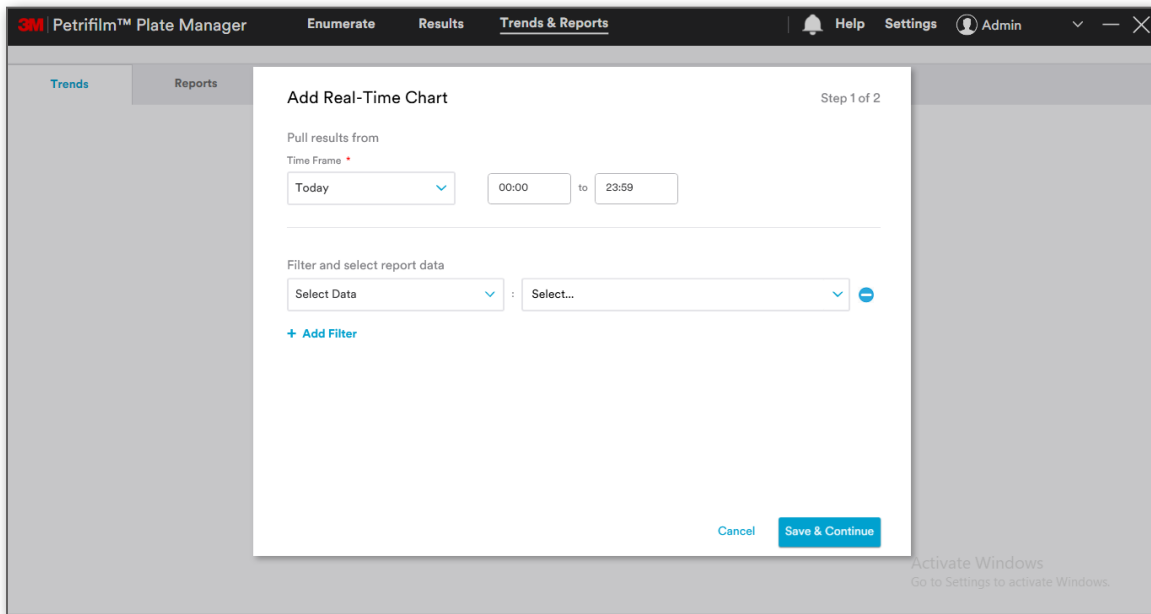 3M Petrifilm™ Plate Manager Enumerate Results Trends & Reports Help Settings Admin
Trends Reports
Add Real-Time Chart Step 1 of 2
Pull results from
Time Frame *
Today 00:00 to 23:59
Filter and select report data
Select Data : Select...
+ Add Filter
Cancel Save & Continue
Activate Windows
Go to Settings to activate Windows.